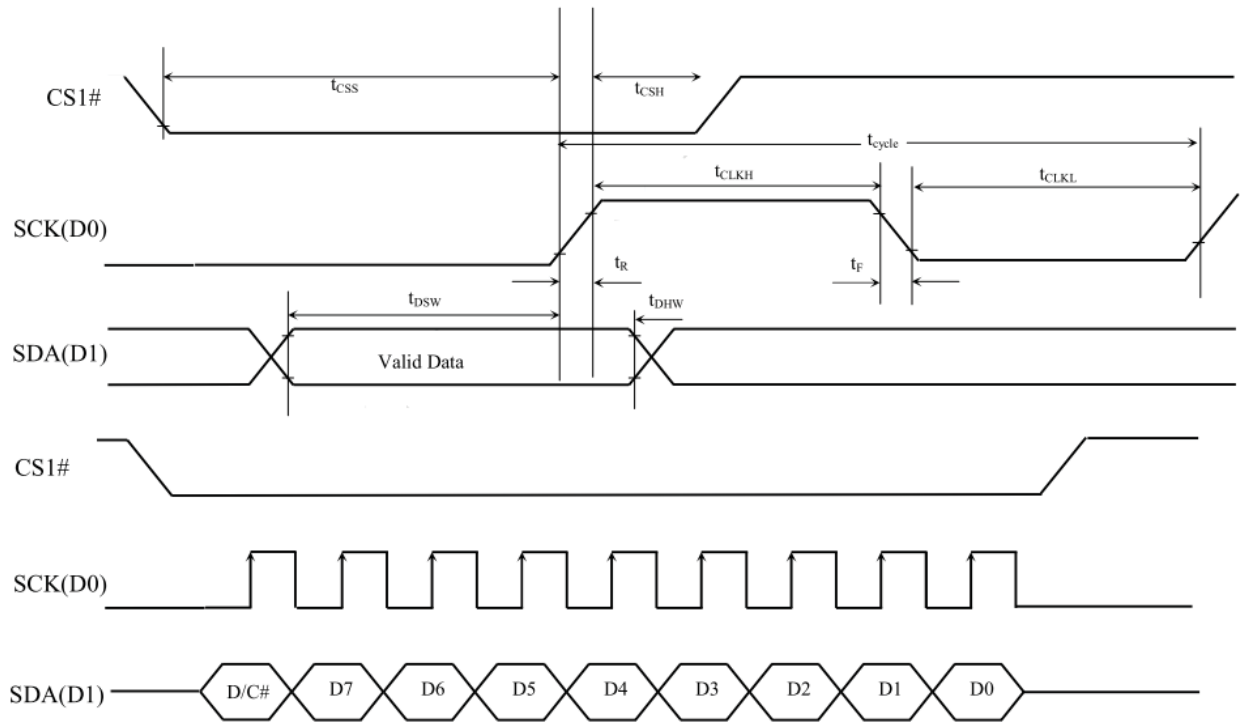 CS1#
tCSS
tCSH
tcycle
tCLKH
tCLKL
SCK(D0)
tR
tF
tDSW
tDHW
SDA(D1)
Valid Data
CS1#
SCK(D0)
SDA(D1)
D/C# D7 D6 D5 D4 D3 D2 D1 D0